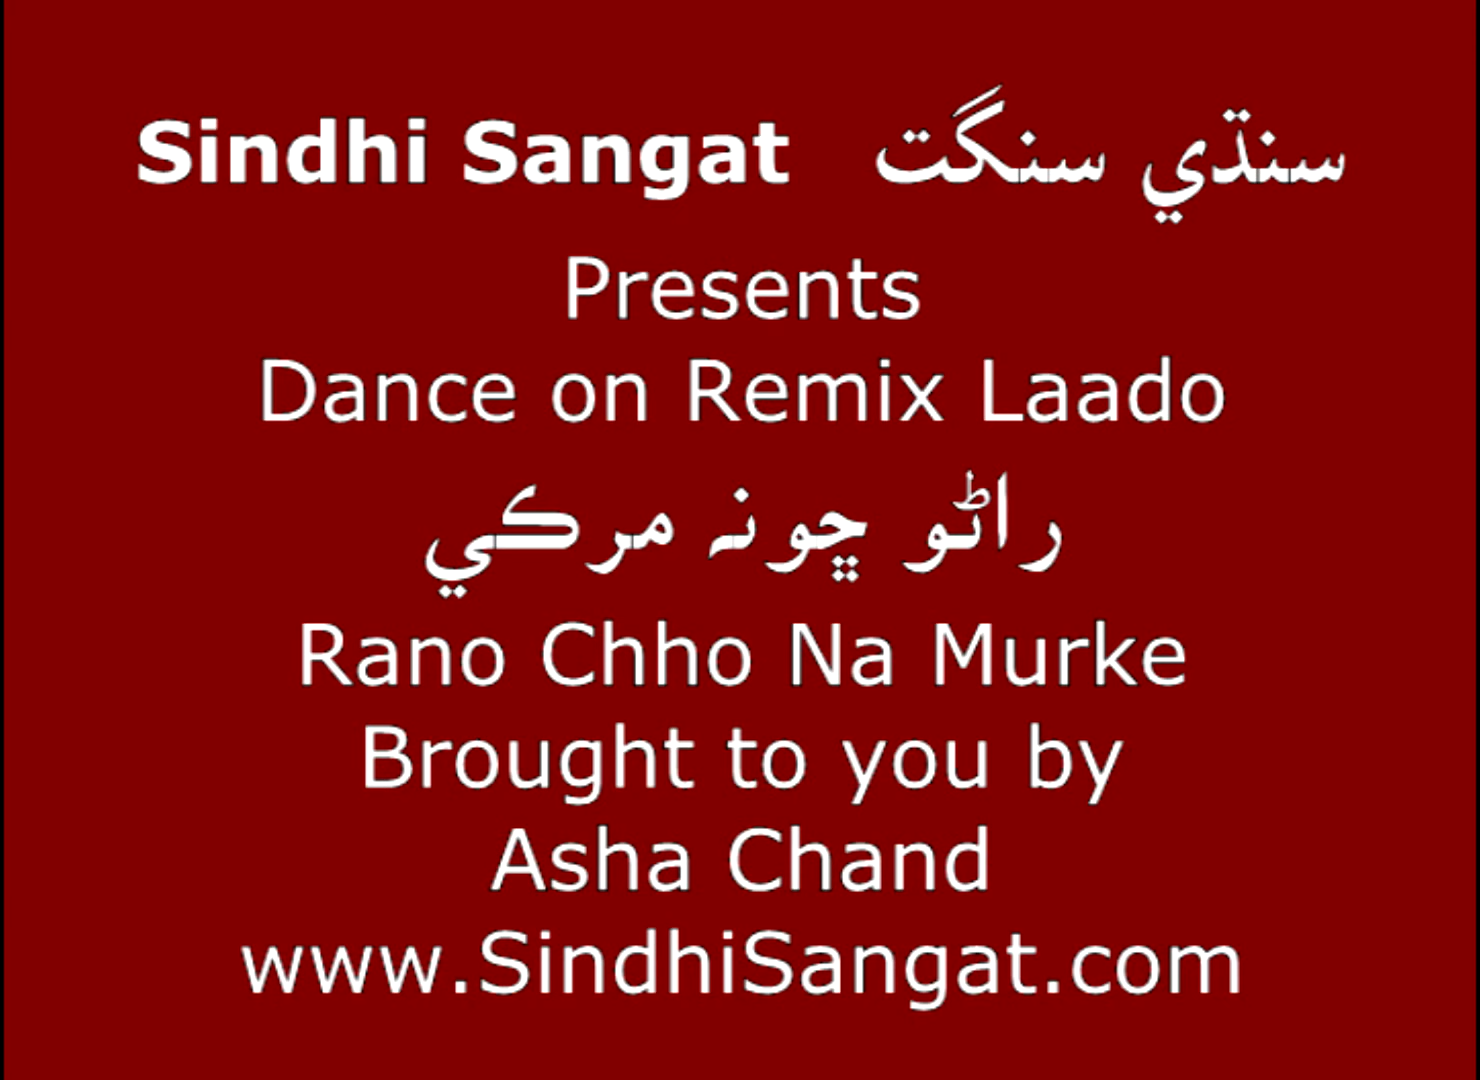 Sindhi Sangat سنڌي سنگت
Presents
Dance on Remix Laado
راڻو ڇونہ مرڪي
Rano Chho Na Murke
Brought to you by
Asha Chand
www.SindhiSangat.com